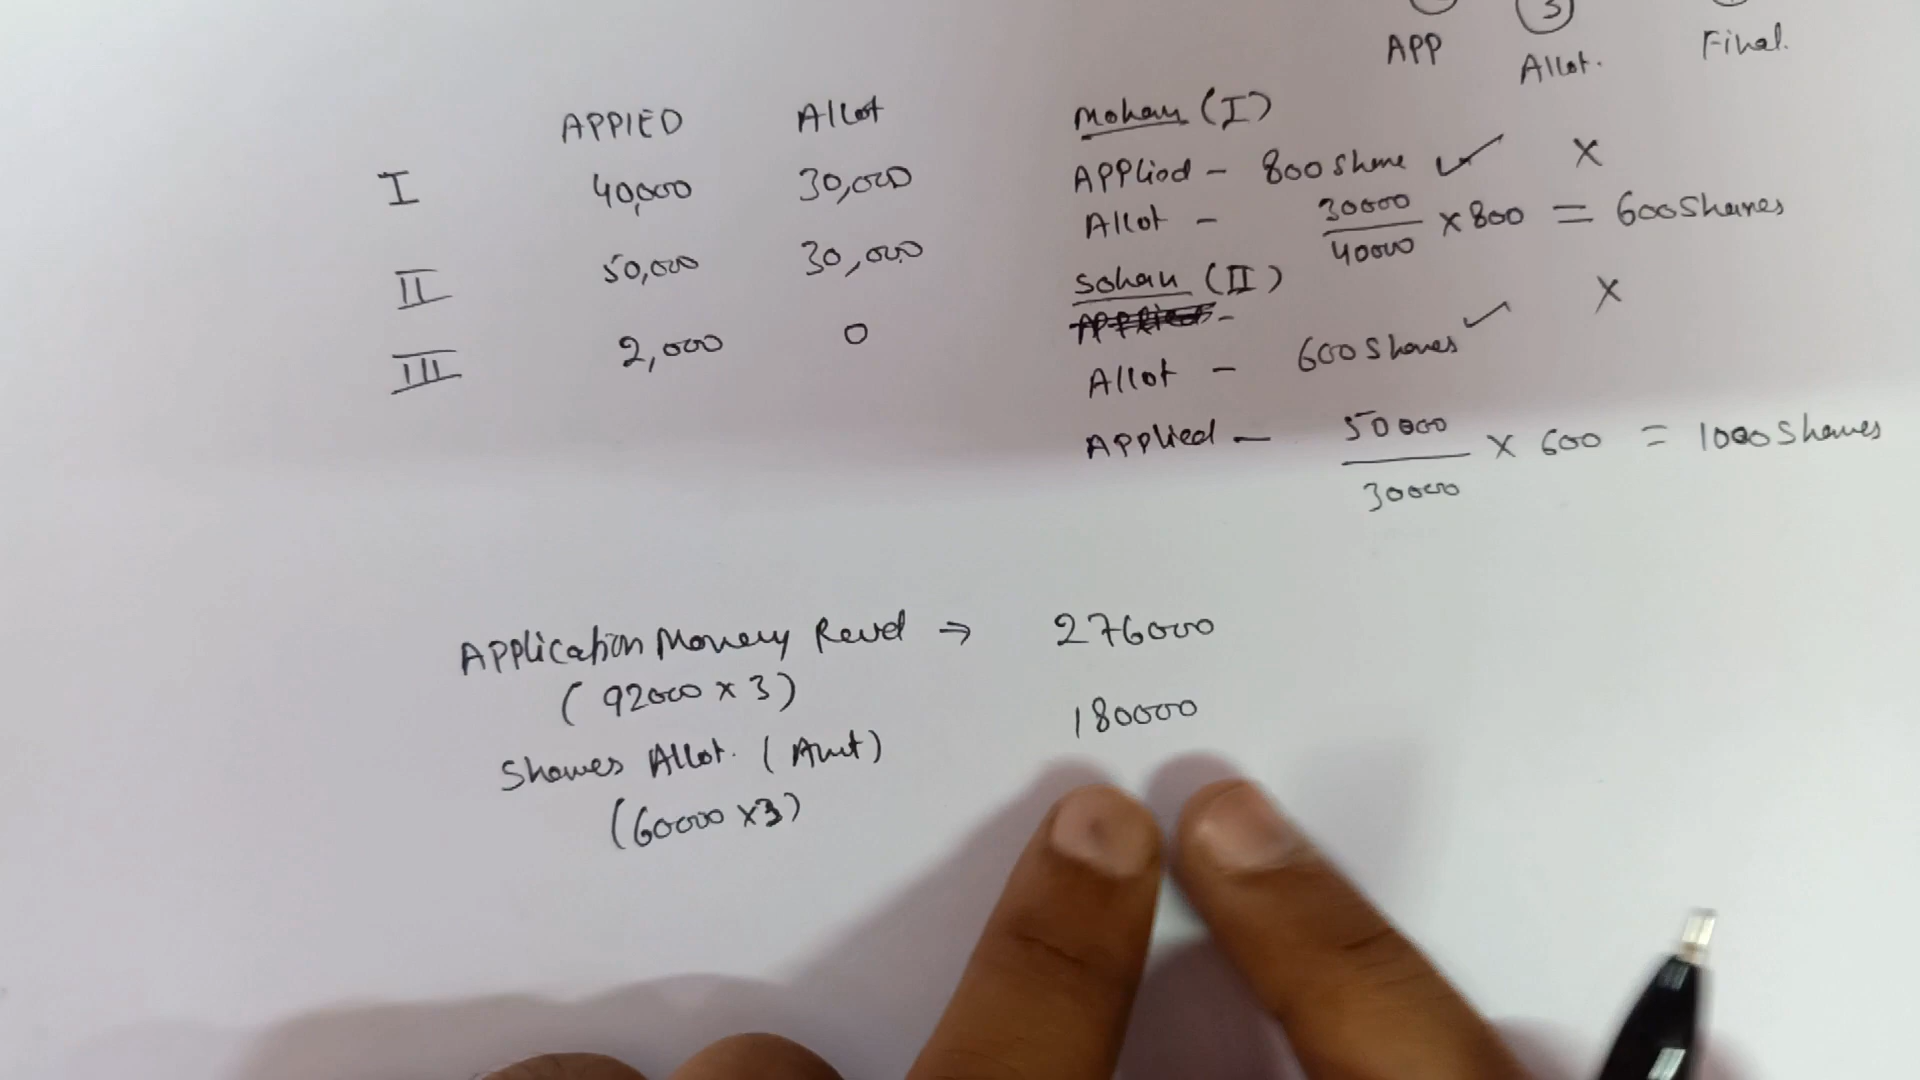 3
APP Allot. Final.
APPIED Allot
I 40,000 30,000
II 50,000 30,000
III 2,000 0
Mohan (I)
APPliod - 800 Share ✓ X
Allot - 30000/40000 x 800 = 600 Shares
Sohan (II)
Allot - 600 Shares ✓ X
Applied - 50000/30000 x 600 = 1000 Shares
Application Money Revd → 276000
(92000 x 3)
Shares Allot. (Amt) 180000
(60000 x 3)